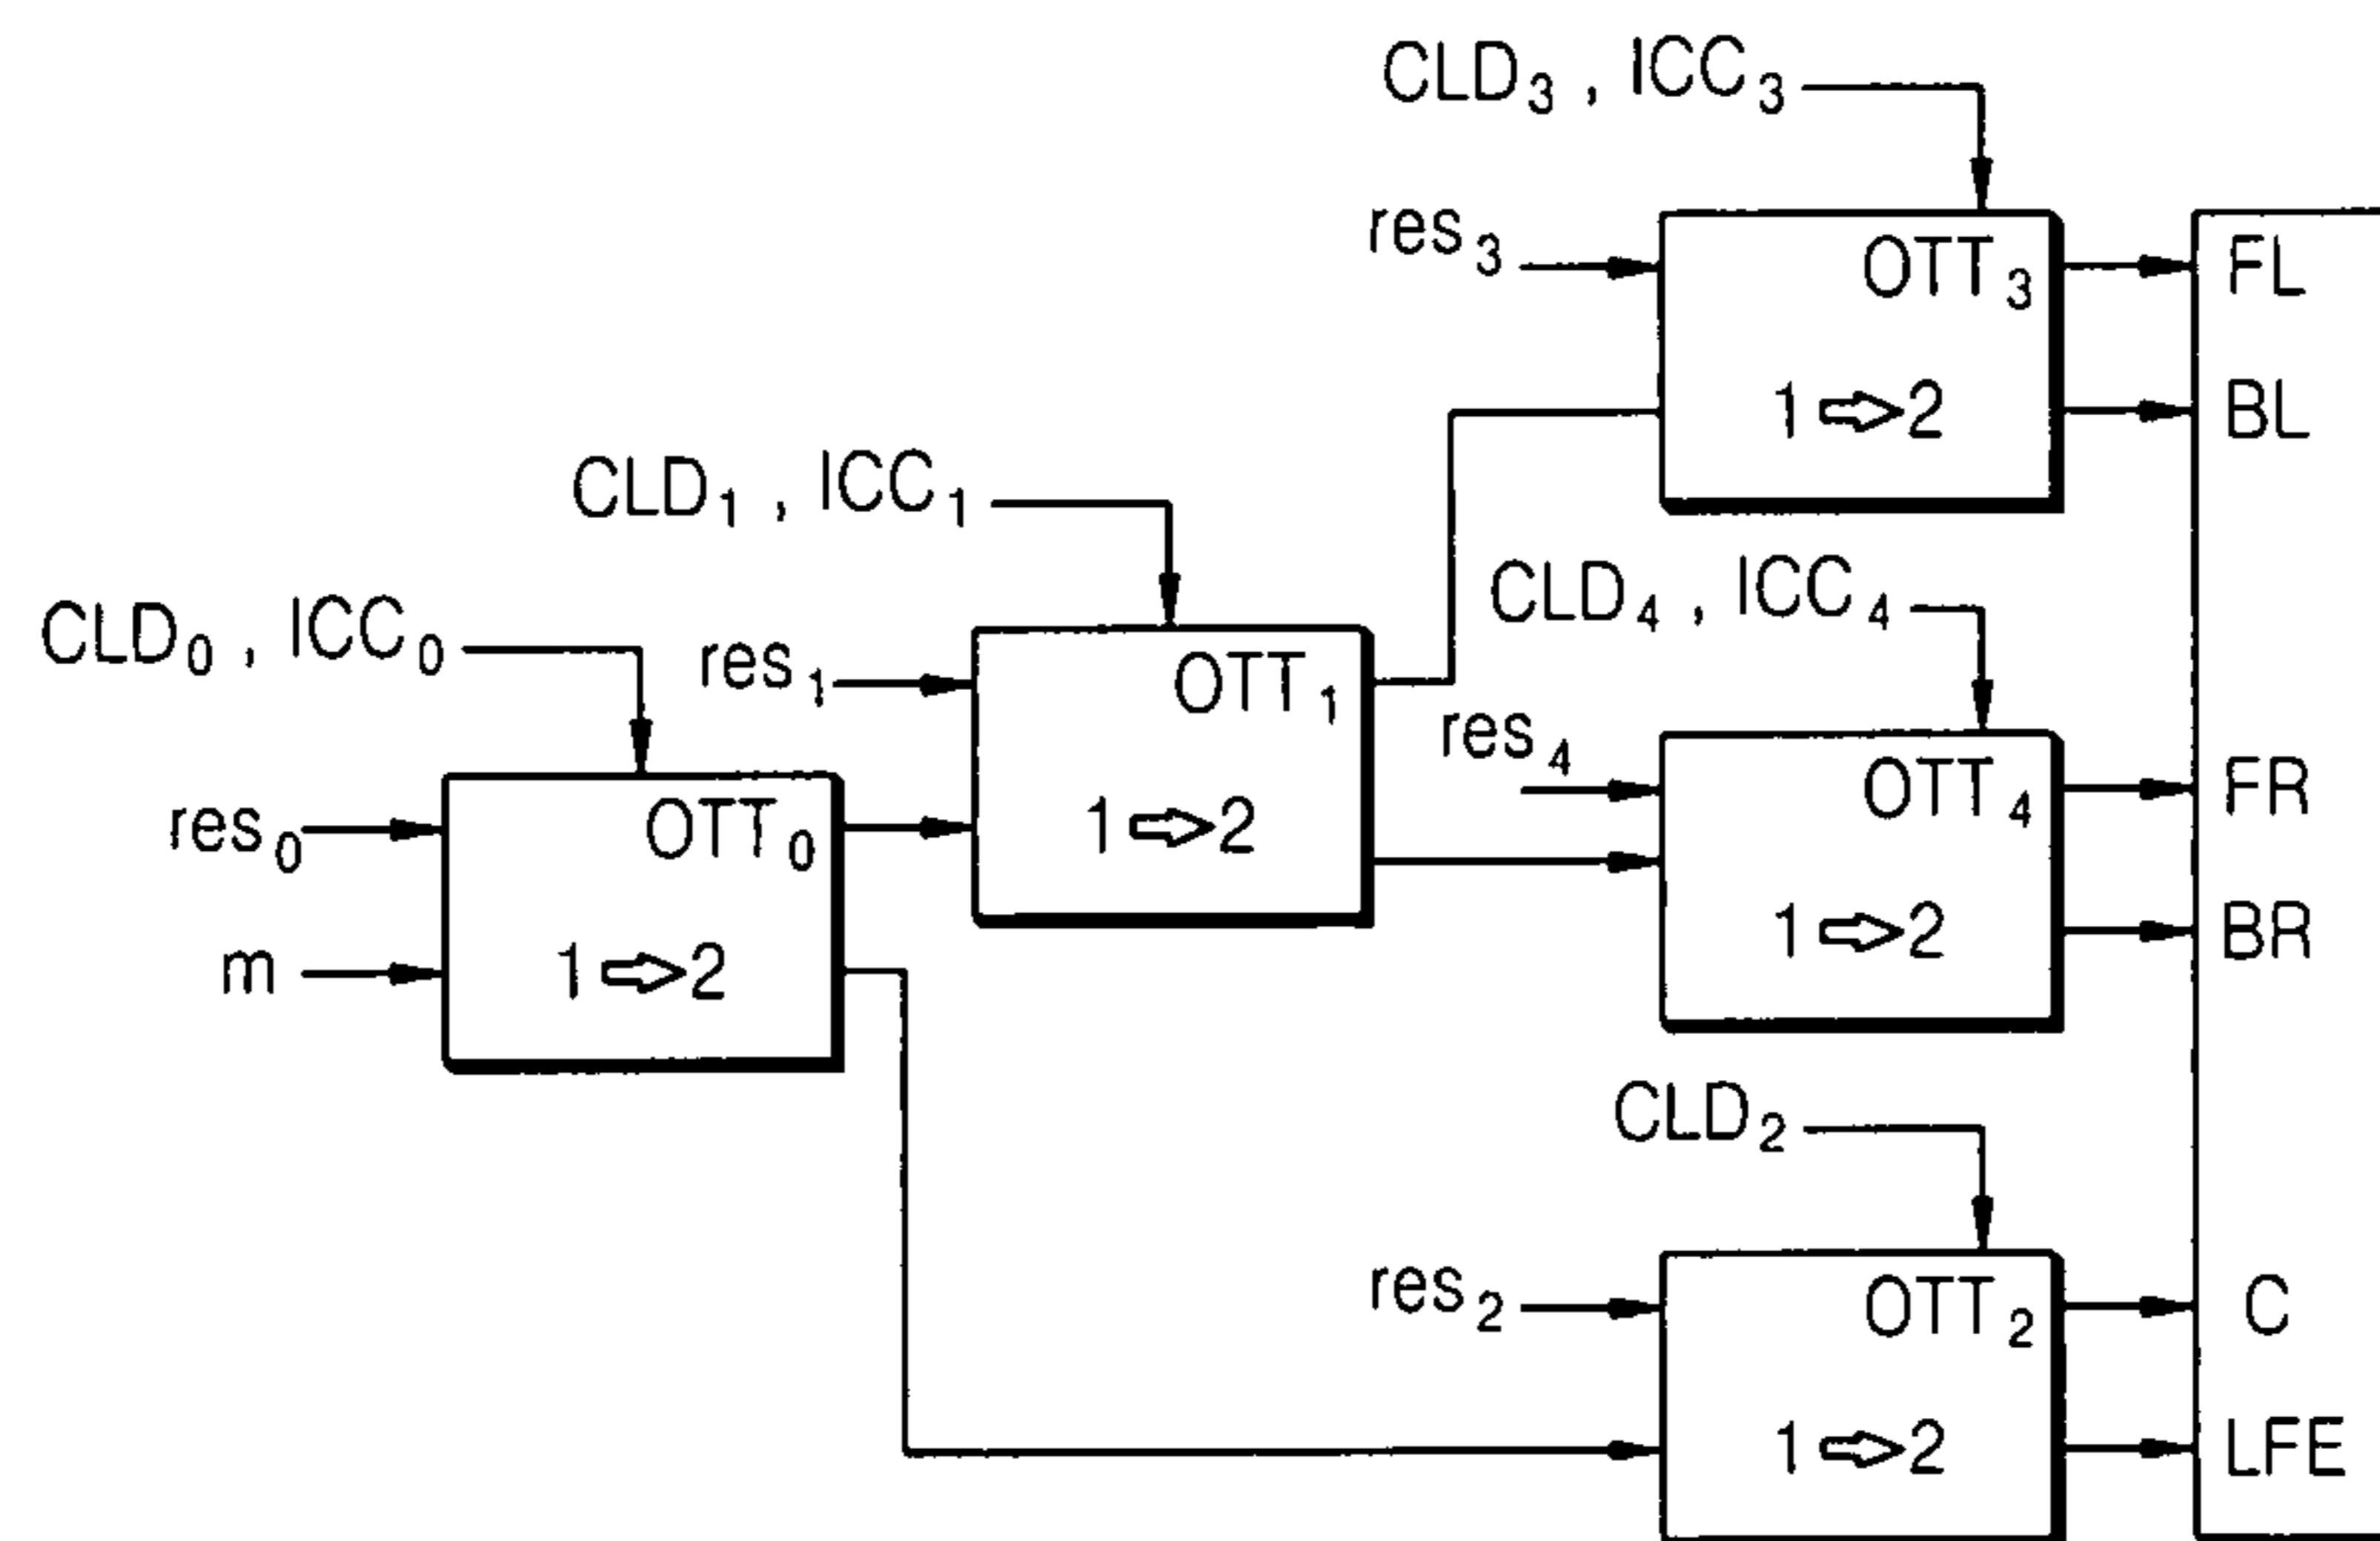 CLD₃ , ICC₃
res₃
OTT₃
1⇨2
FL
BL
CLD₁ , ICC₁
res₁
OTT₁
1⇨2
CLD₄ , ICC₄
res₄
OTT₄
1⇨2
FR
BR
CLD₀ , ICC₀
res₀
m
OTT₀
1⇨2
CLD₂
res₂
OTT₂
1⇨2
C
LFE